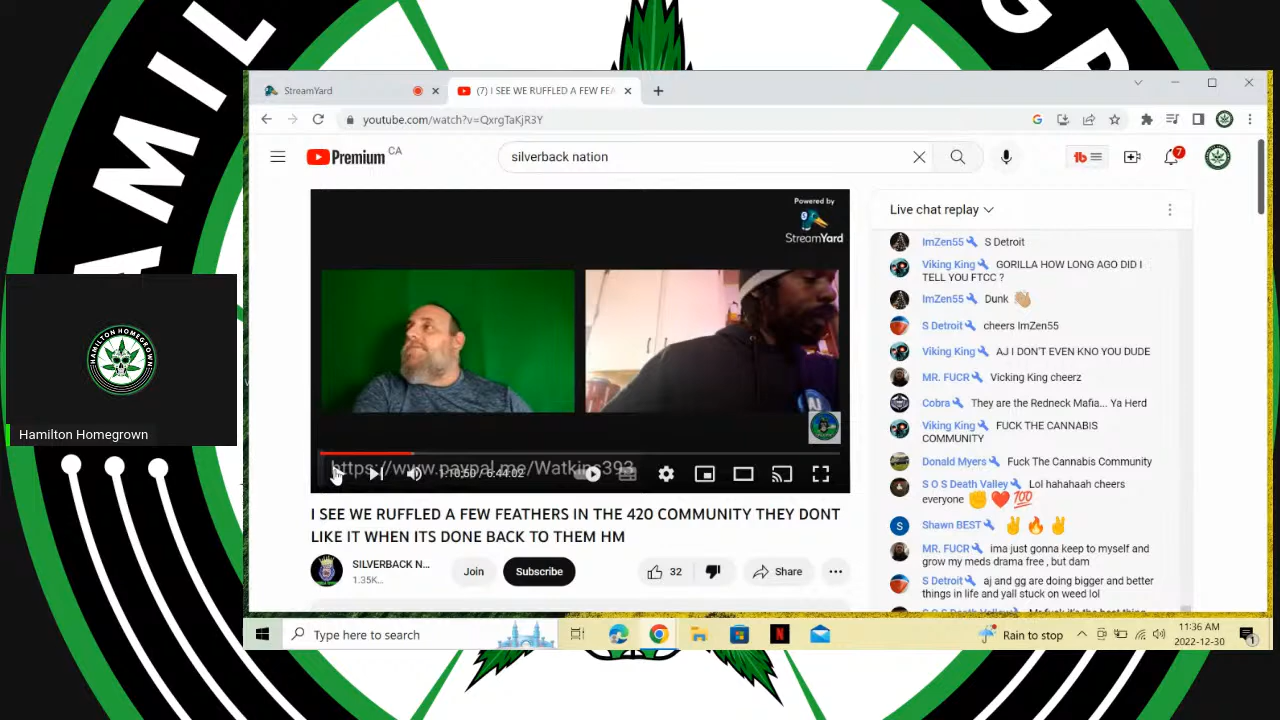 HAMIL
GR
StreamYard
(7) I SEE WE RUFFLED A FEW FEA
youtube.com/watch?v=QxrgTaKjR3Y
Premium CA
silverback nation
7
Powered by
StreamYard
https://www.paypal.me/Watkins393
1:10:50 / 6:44:02
I SEE WE RUFFLED A FEW FEATHERS IN THE 420 COMMUNITY THEY DONT
LIKE IT WHEN ITS DONE BACK TO THEM HM
SILVERBACK N...
1.35K...
Join
Subscribe
32
Share
Live chat replay
ImZen55 S Detroit
Viking King GORILLA HOW LONG AGO DID I
TELL YOU FTCC ?
ImZen55 Dunk 👏🏼
S Detroit cheers ImZen55
Viking King AJ I DON'T EVEN KNO YOU DUDE
MR. FUCR Vicking King cheerz
Cobra They are the Redneck Mafia... Ya Herd
Viking King FUCK THE CANNABIS
COMMUNITY
Donald Myers Fuck The Cannabis Community
S O S Death Valley Lol hahahaah cheers
everyone ✊❤️💯
S Shawn BEST ✌️🔥✌️
MR. FUCR ima just gonna keep to myself and
grow my meds drama free , but dam
S Detroit aj and gg are doing bigger and better
things in life and yall stuck on weed lol
HAMILTON HOMEGROWN
Hamilton Homegrown
Type here to search
Rain to stop
11:36 AM
2022-12-30